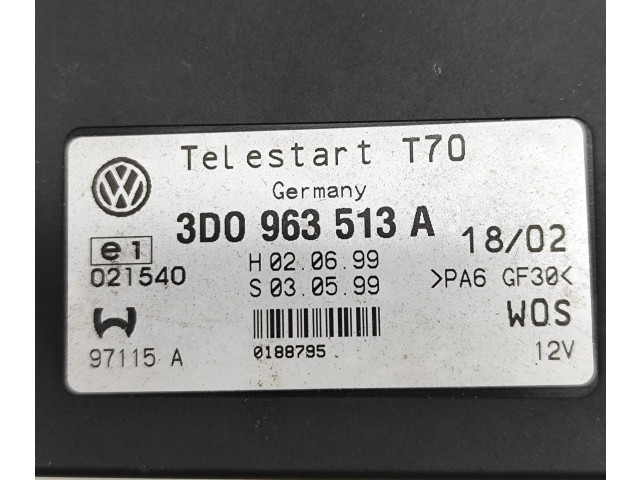 Telestart T70
Germany
3D0 963 513 A
18/02
e1
021540
H 02.06.99
S 03.05.99
>PA6 GF30<
WOS
97115 A
0188795
12V